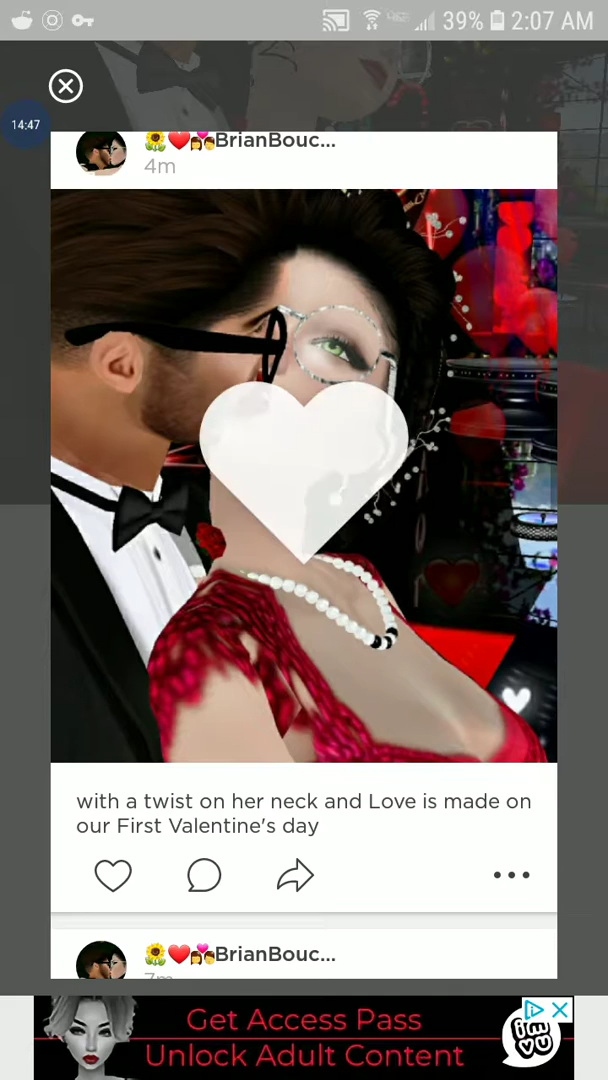 39% 2:07 AM
14:47
🌻❤️💑BrianBouc...
4m
with a twist on her neck and Love is made on
our First Valentine's day
🌻❤️💑BrianBouc...
7m
Get Access Pass
Unlock Adult Content
imvu